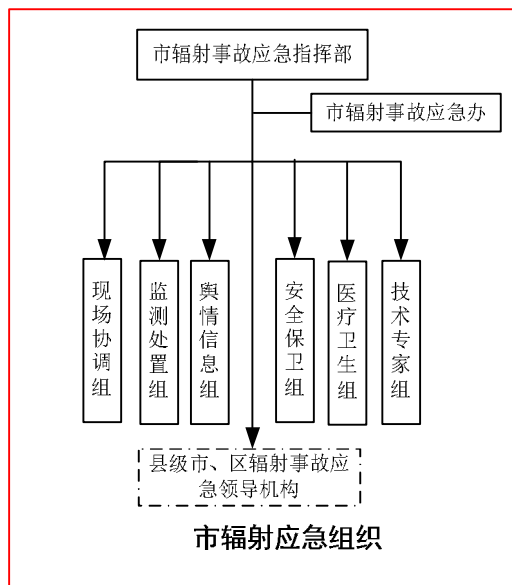 市辐射事故应急指挥部
市辐射事故应急办
现场协调组
监测处置组
舆情信息组
安全保卫组
医疗卫生组
技术专家组
县级市、区辐射事故应
急领导机构
市辐射应急组织